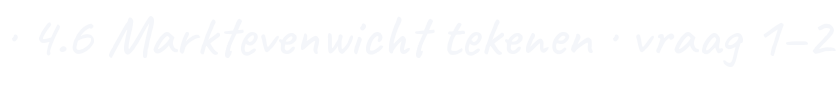 · 4.6 Marktevenwicht tekenen · vraag 1–2